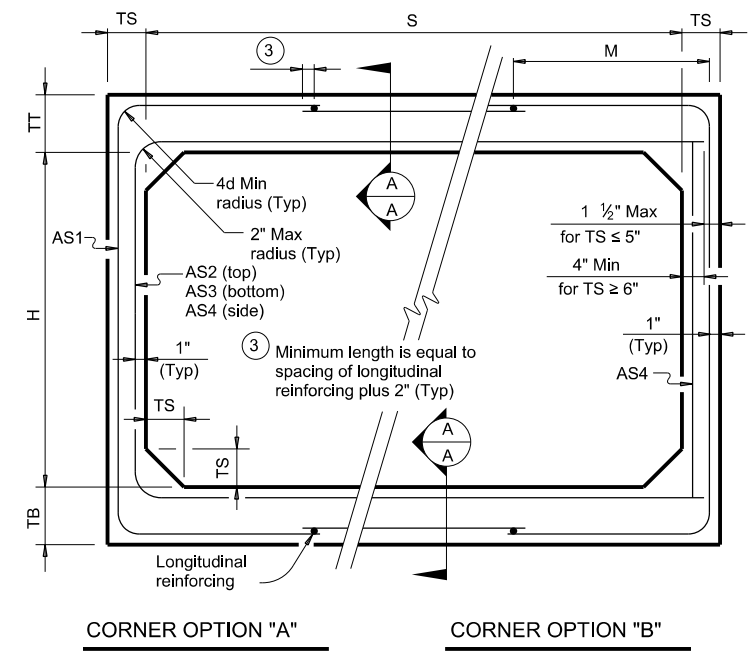 TS
S
TS
3
M
TT
4d Min
radius (Typ)
A
A
2" Max
radius (Typ)
1 ½" Max
for TS ≤ 5"
AS1
AS2 (top)
AS3 (bottom)
AS4 (side)
4" Min
for TS ≥ 6"
H
1"
(Typ)
3
Minimum length is equal to
spacing of longitudinal
reinforcing plus 2" (Typ)
1"
(Typ)
AS4
TS
TS
A
A
TB
Longitudinal
reinforcing
CORNER OPTION "A"
CORNER OPTION "B"